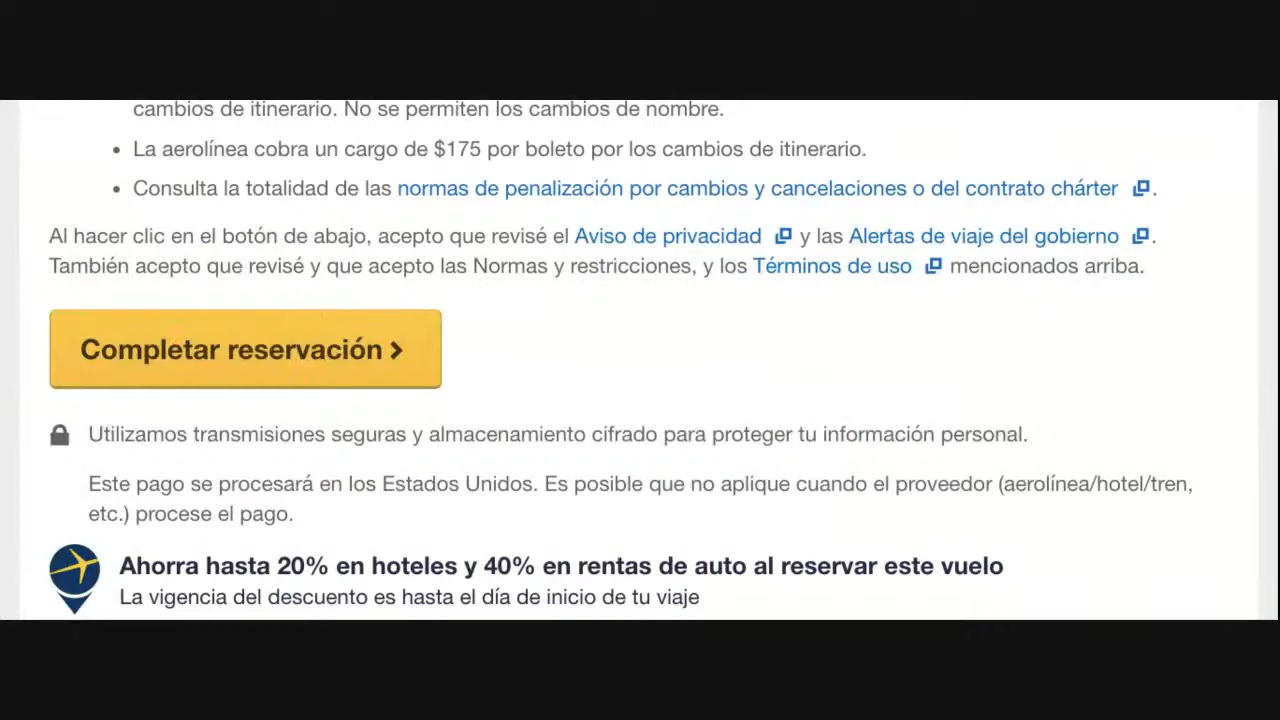 cambios de itinerario. No se permiten los cambios de nombre.
• La aerolínea cobra un cargo de $175 por boleto por los cambios de itinerario.
• Consulta la totalidad de las normas de penalización por cambios y cancelaciones o del contrato chárter.
Al hacer clic en el botón de abajo, acepto que revisé el Aviso de privacidad y las Alertas de viaje del gobierno.
También acepto que revisé y que acepto las Normas y restricciones, y los Términos de uso mencionados arriba.
Completar reservación >
Utilizamos transmisiones seguras y almacenamiento cifrado para proteger tu información personal.
Este pago se procesará en los Estados Unidos. Es posible que no aplique cuando el proveedor (aerolínea/hotel/tren,
etc.) procese el pago.
Ahorra hasta 20% en hoteles y 40% en rentas de auto al reservar este vuelo
La vigencia del descuento es hasta el día de inicio de tu viaje